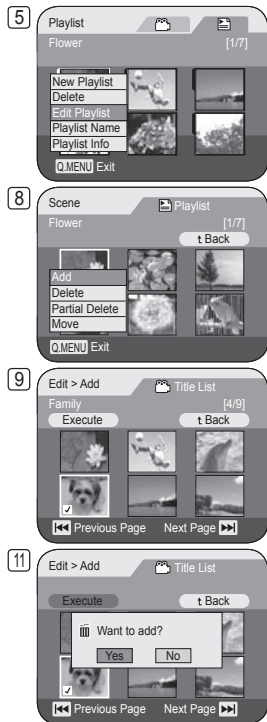 5
Playlist
Flower [1/7]
New Playlist
Delete
Edit Playlist
Playlist Name
Playlist Info
Q.MENU Exit
8
Scene Playlist
Flower [1/7]
t Back
Add
Delete
Partial Delete
Move
Q.MENU Exit
9
Edit > Add Title List
Family [4/9]
Execute t Back
Previous Page Next Page
11
Edit > Add Title List
Execute t Back
Want to add?
Yes No
Previous Page Next Page